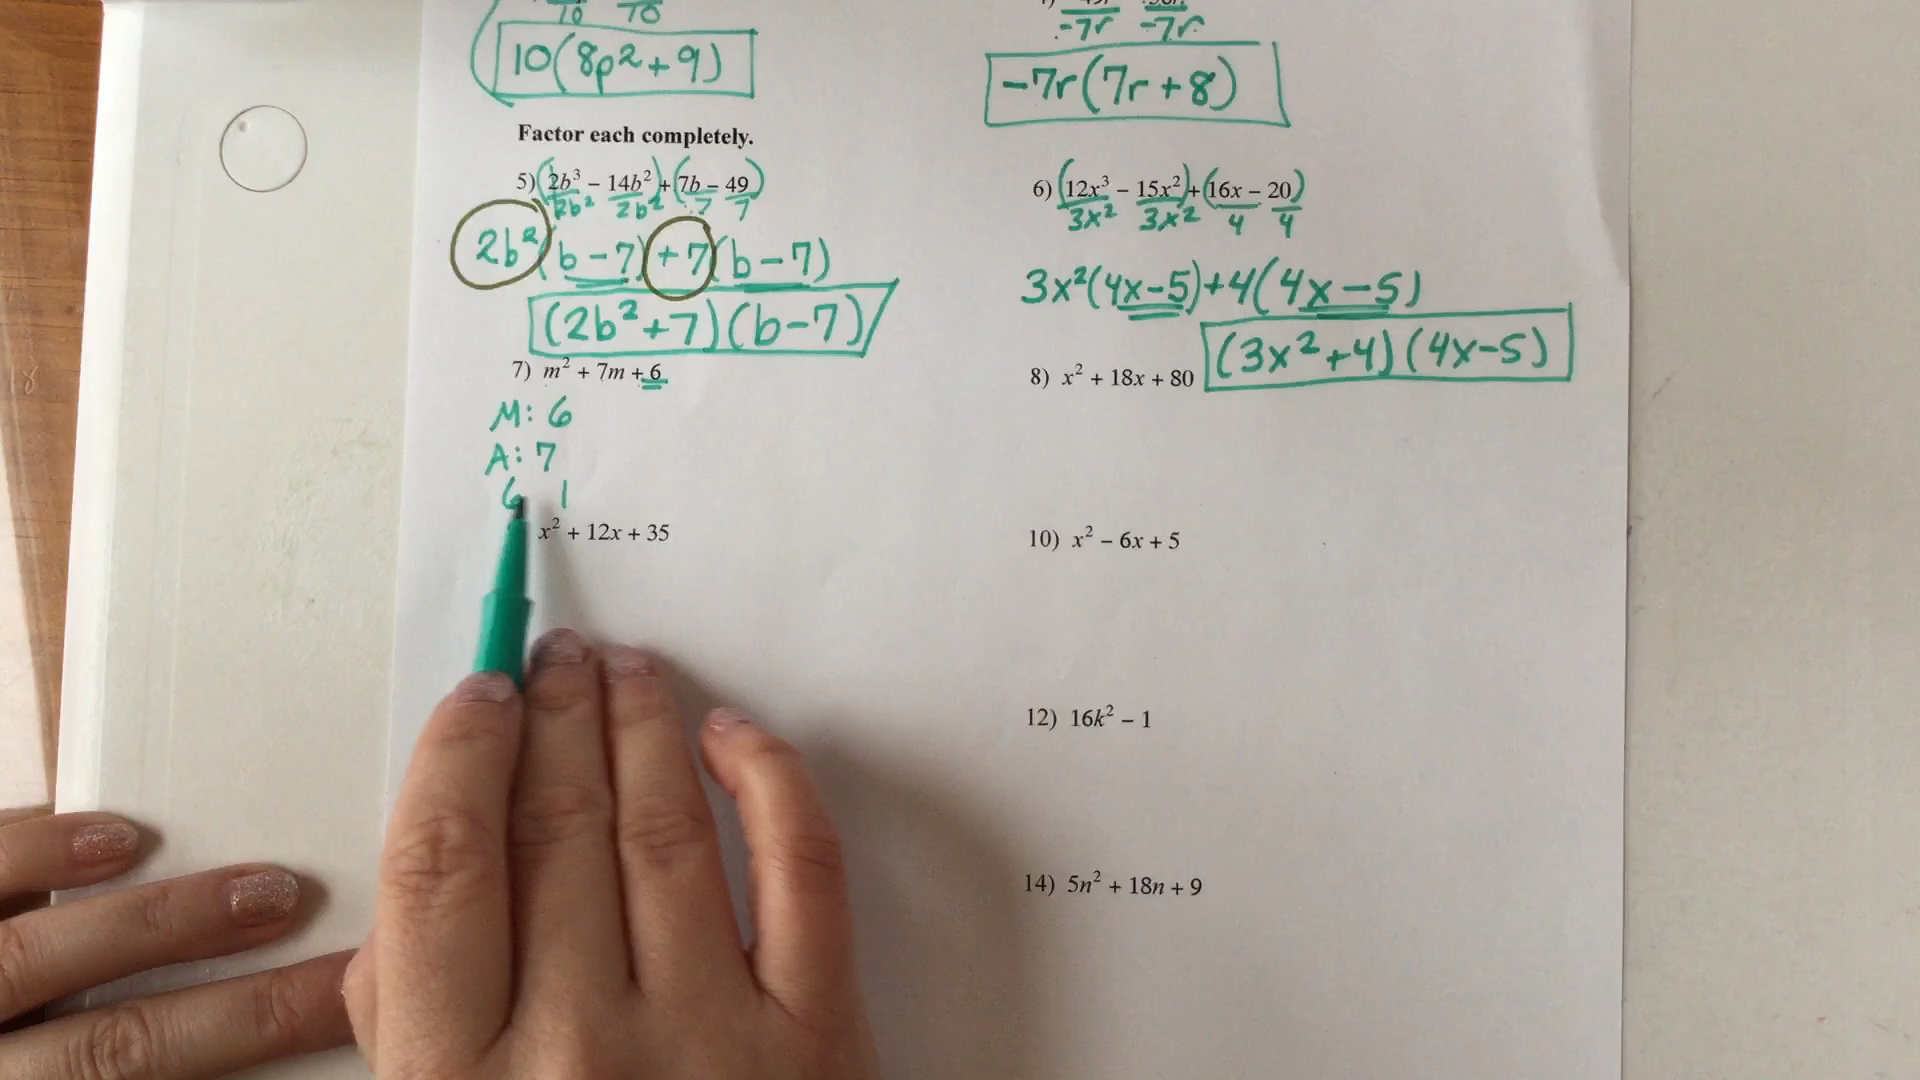 10 70
10(8p²+9)
-7r -7r
-7r(7r+8)
Factor each completely.
5) (2b³ − 14b²)+(7b − 49)
2b² 2b² 7 7
2b²(b-7)+7(b-7)
(2b²+7)(b-7)
6) (12x³ − 15x²)+(16x − 20)
3x² 3x² 4 4
3x²(4x-5)+4(4x-5)
(3x²+4)(4x-5)
7) m² + 7m + 6
M: 6
A: 7
6 1
8) x² + 18x + 80
x² + 12x + 35
10) x² − 6x + 5
12) 16k² − 1
14) 5n² + 18n + 9